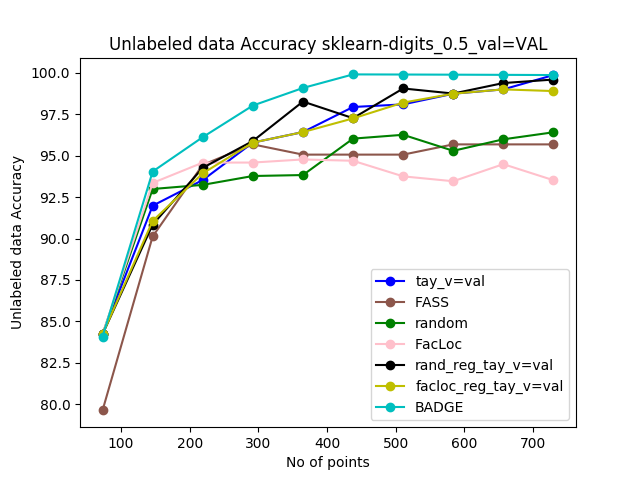 Unlabeled data Accuracy sklearn-digits_0.5_val=VAL
100.0
97.5
95.0
92.5
90.0
87.5
85.0
82.5
80.0
Unlabeled data Accuracy
tay_v=val
FASS
random
FacLoc
rand_reg_tay_v=val
facloc_reg_tay_v=val
BADGE
100 200 300 400 500 600 700
No of points